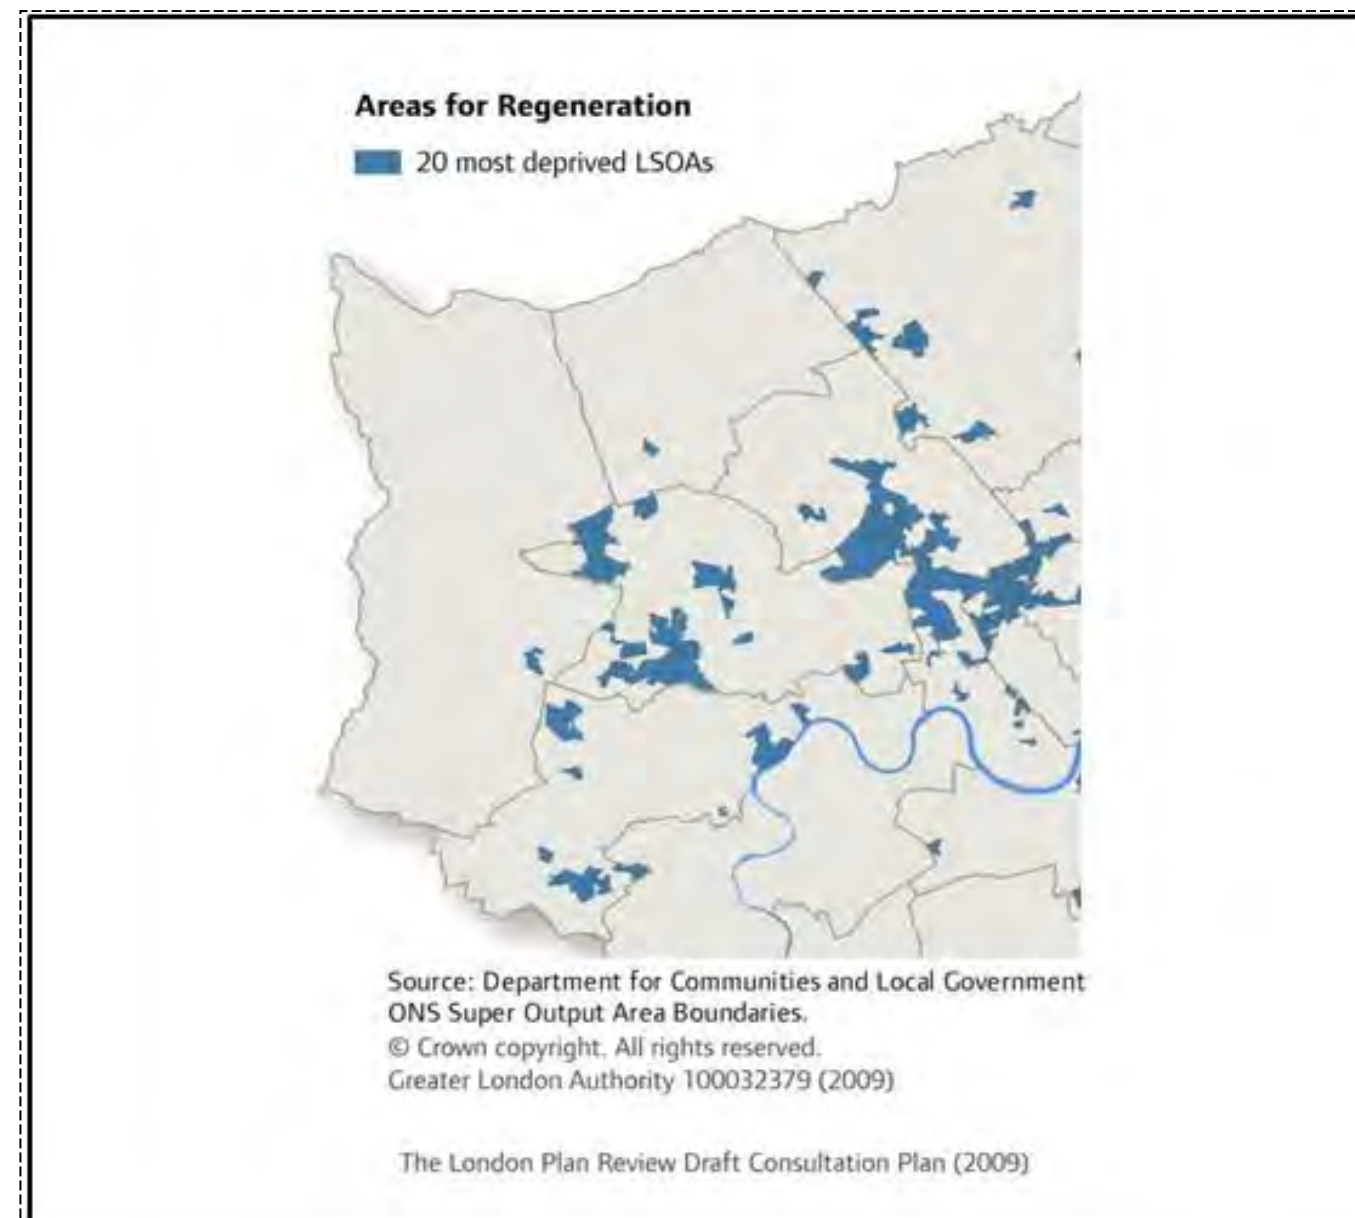 Areas for Regeneration
20 most deprived LSOAs
Source: Department for Communities and Local Government
ONS Super Output Area Boundaries.
© Crown copyright. All rights reserved.
Greater London Authority 100032379 (2009)
The London Plan Review Draft Consultation Plan (2009)